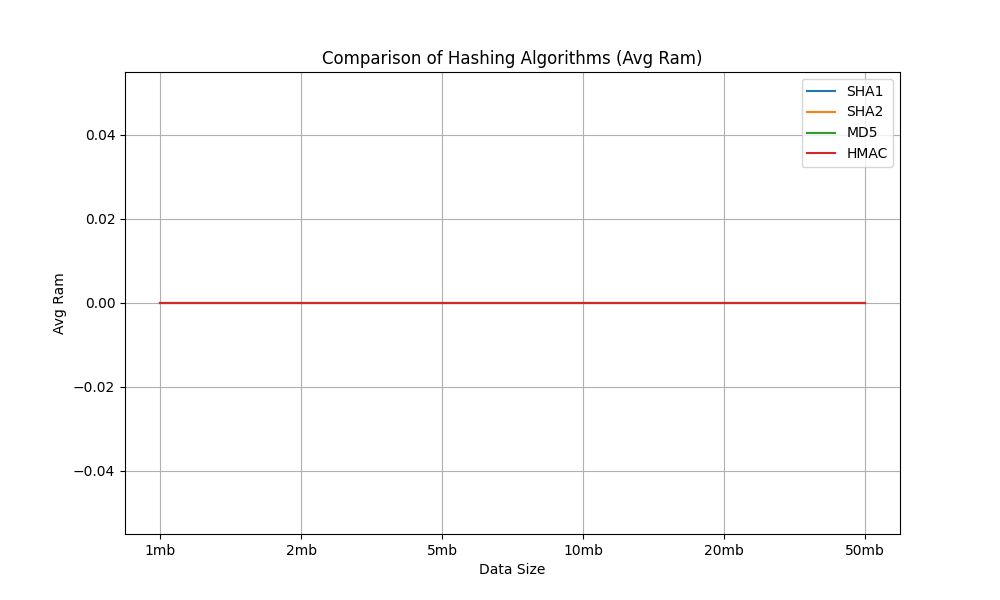 Comparison of Hashing Algorithms (Avg Ram)
SHA1
SHA2
MD5
HMAC
0.04
0.02
0.00
−0.02
−0.04
Avg Ram
1mb 2mb 5mb 10mb 20mb 50mb
Data Size